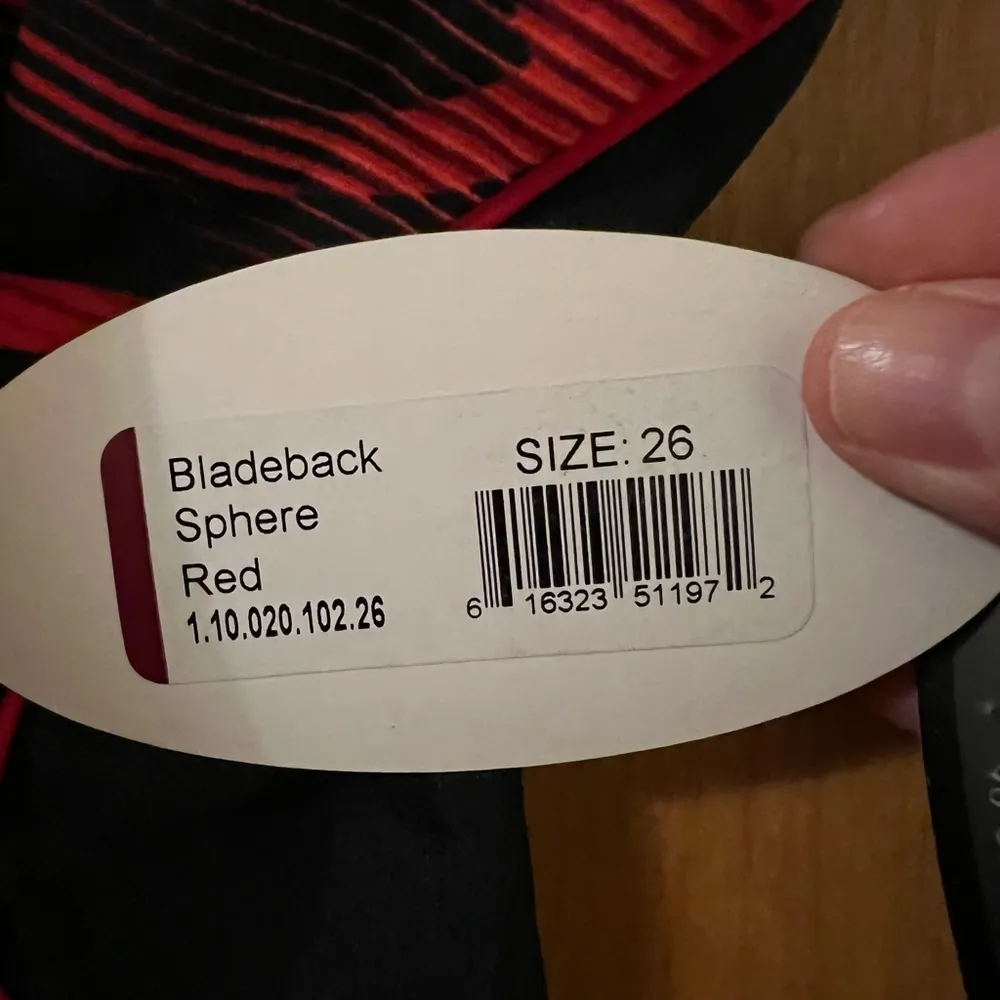 Bladeback
Sphere
Red
1.10.020.102.26
SIZE: 26
6 16323 51197 2